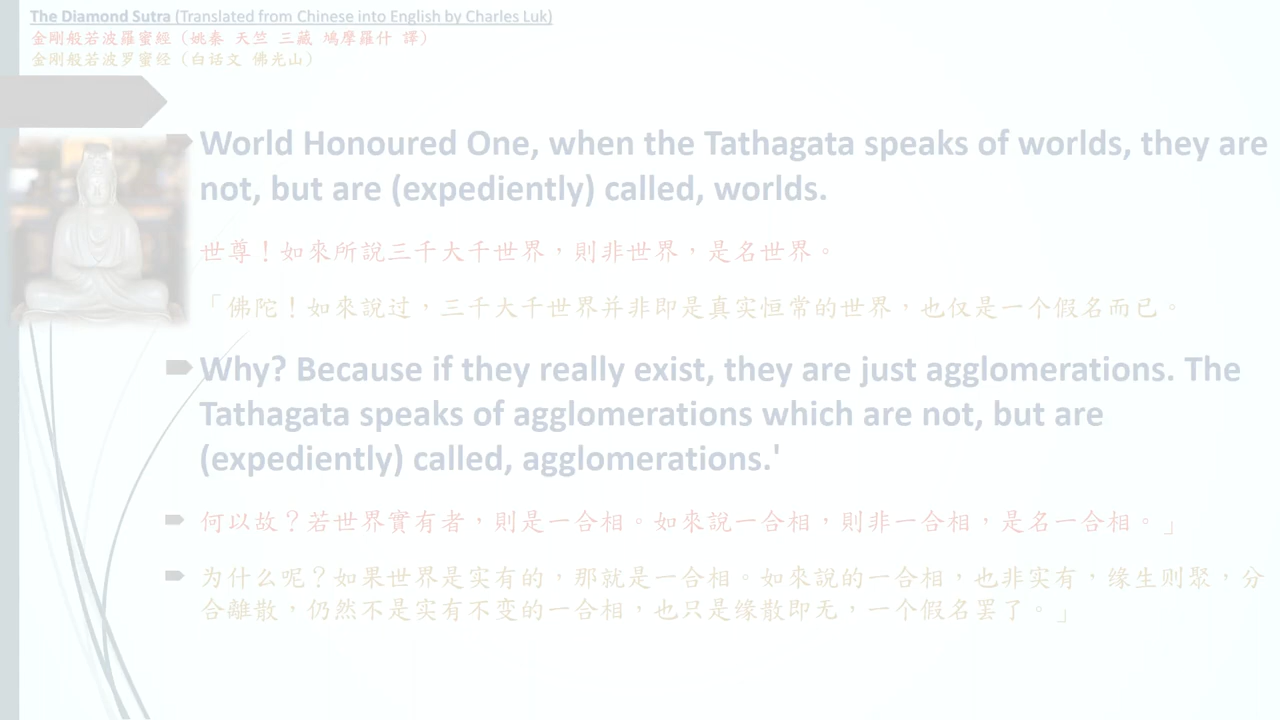 The Diamond Sutra (Translated from Chinese into English by Charles Luk)
金剛般若波羅蜜經（姚秦 天竺 三藏 鳩摩羅什 譯）
金剛般若波罗蜜经（白话文 佛光山）
World Honoured One, when the Tathagata speaks of worlds, they are
not, but are (expediently) called, worlds.
世尊！如來所說三千大千世界，則非世界，是名世界。
「佛陀！如來說过，三千大千世界并非即是真实恒常的世界，也仅是一个假名而已。
Why? Because if they really exist, they are just agglomerations. The
Tathagata speaks of agglomerations which are not, but are
(expediently) called, agglomerations.'
何以故？若世界實有者，則是一合相。如來說一合相，則非一合相，是名一合相。」
为什么呢？如果世界是实有的，那就是一合相。如來說的一合相，也非实有，缘生则聚，分
合離散，仍然不是实有不变的一合相，也只是缘散即无，一个假名罢了。」